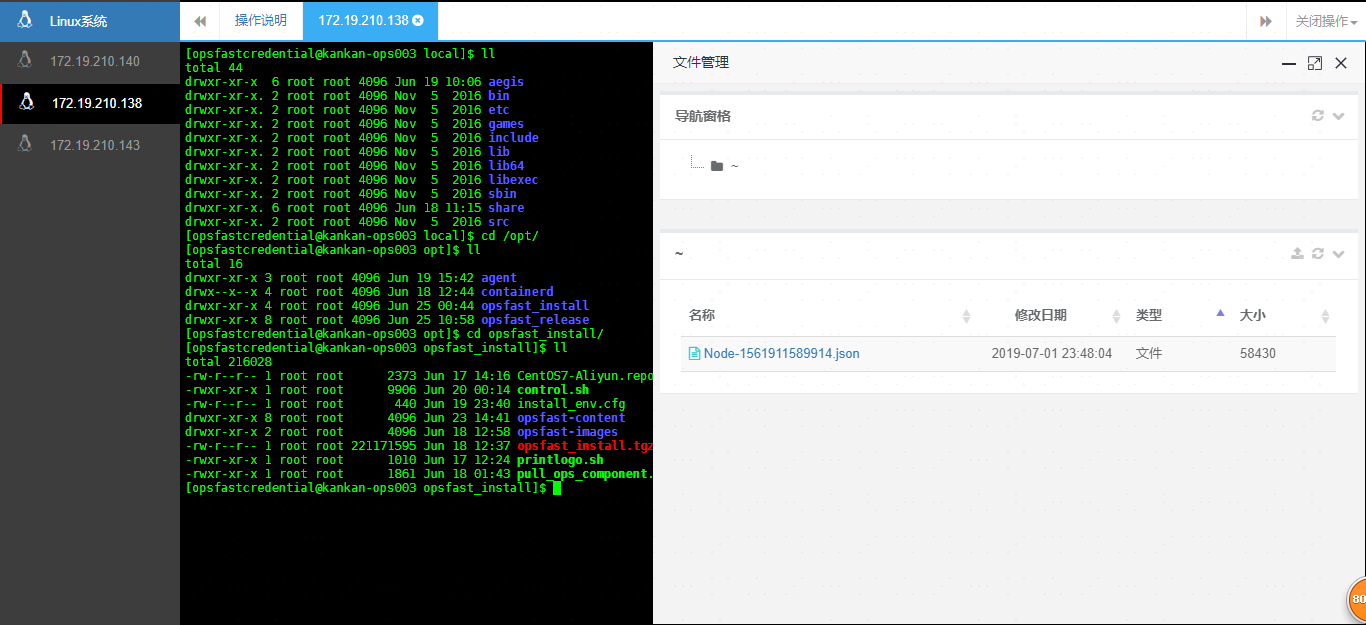 Linux系统
操作说明
172.19.210.138
关闭操作
172.19.210.140
172.19.210.138
172.19.210.143
[opsfastcredential@kankan-ops003 local]$ ll
total 44
drwxr-xr-x  6 root root 4096 Jun 19 10:06 aegis
drwxr-xr-x. 2 root root 4096 Nov  5  2016 bin
drwxr-xr-x. 2 root root 4096 Nov  5  2016 etc
drwxr-xr-x. 2 root root 4096 Nov  5  2016 games
drwxr-xr-x. 2 root root 4096 Nov  5  2016 include
drwxr-xr-x. 2 root root 4096 Nov  5  2016 lib
drwxr-xr-x. 2 root root 4096 Nov  5  2016 lib64
drwxr-xr-x. 2 root root 4096 Nov  5  2016 libexec
drwxr-xr-x. 2 root root 4096 Nov  5  2016 sbin
drwxr-xr-x. 6 root root 4096 Jun 18 11:15 share
drwxr-xr-x. 2 root root 4096 Nov  5  2016 src
[opsfastcredential@kankan-ops003 local]$ cd /opt/
[opsfastcredential@kankan-ops003 opt]$ ll
total 16
drwxr-xr-x 3 root root 4096 Jun 19 15:42 agent
drwx--x--x 4 root root 4096 Jun 18 12:44 containerd
drwxr-xr-x 4 root root 4096 Jun 25 00:44 opsfast_install
drwxr-xr-x 8 root root 4096 Jun 25 10:58 opsfast_release
[opsfastcredential@kankan-ops003 opt]$ cd opsfast_install/
[opsfastcredential@kankan-ops003 opsfast_install]$ ll
total 216028
-rw-r--r-- 1 root root      2373 Jun 17 14:16 CentOS7-Aliyun.repo
-rwxr-xr-x 1 root root      9906 Jun 20 00:14 control.sh
-rw-r--r-- 1 root root       440 Jun 19 23:40 install_env.cfg
drwxr-xr-x 8 root root      4096 Jun 23 14:41 opsfast-content
drwxr-xr-x 2 root root      4096 Jun 18 12:58 opsfast-images
-rw-r--r-- 1 root root 221171595 Jun 18 12:37 opsfast_install.tgz
-rwxr-xr-x 1 root root      1010 Jun 17 12:24 printlogo.sh
-rwxr-xr-x 1 root root      1861 Jun 18 01:43 pull_ops_component.
[opsfastcredential@kankan-ops003 opsfast_install]$
文件管理
导航窗格
~
~
名称 修改日期 类型 大小
Node-1561911589914.json 2019-07-01 23:48:04 文件 58430
80